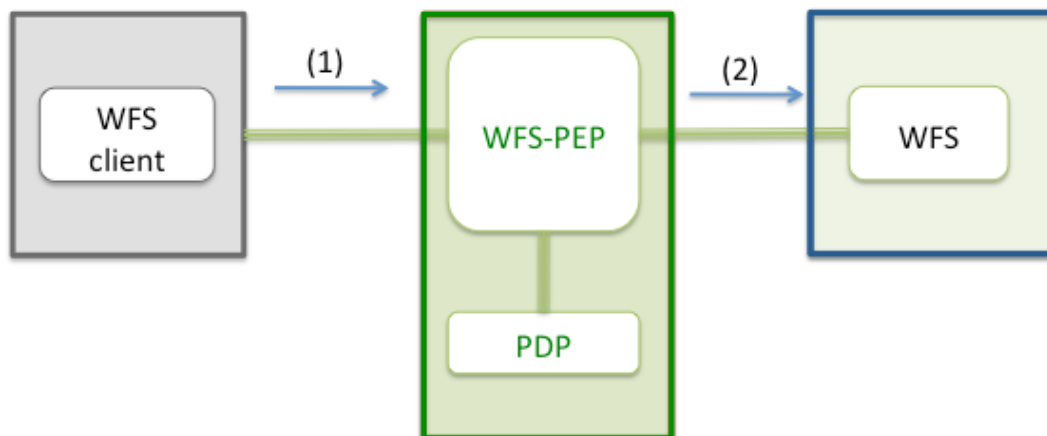 (1)
(2)
WFS
client
WFS-PEP
WFS
PDP